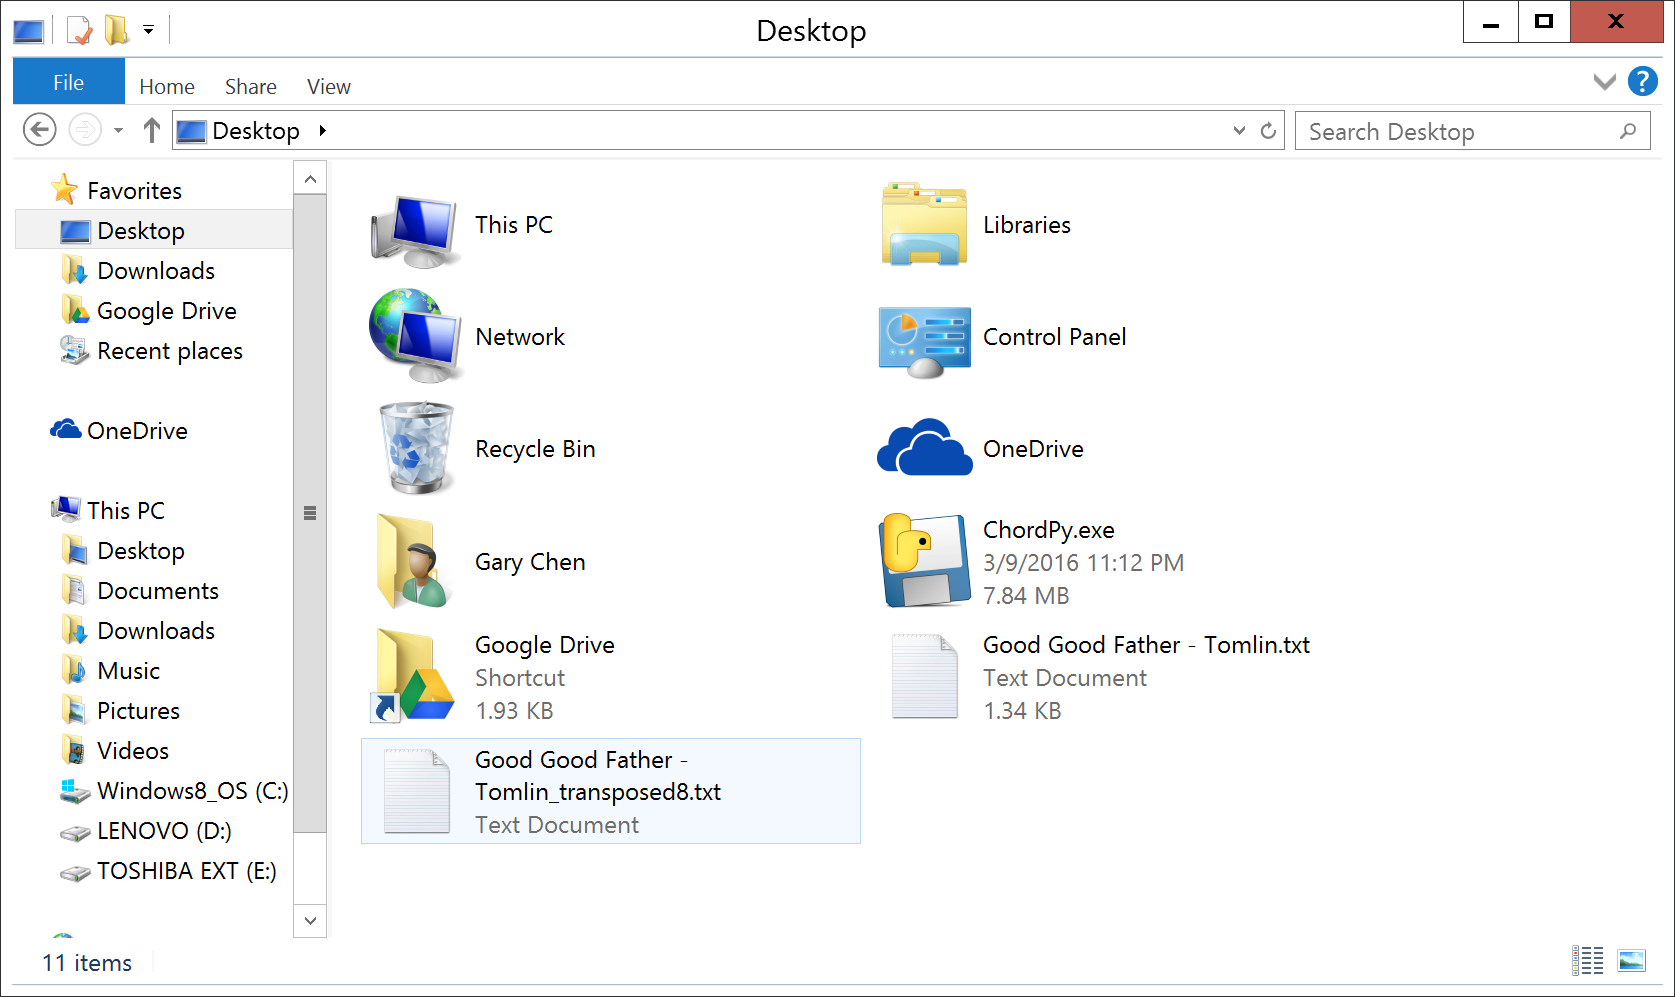 Desktop
File
Home
Share
View
?
Desktop
Search Desktop
Favorites
Desktop
Downloads
Google Drive
Recent places
OneDrive
This PC
Desktop
Documents
Downloads
Music
Pictures
Videos
Windows8_OS (C:)
LENOVO (D:)
TOSHIBA EXT (E:)
This PC
Libraries
Network
Control Panel
Recycle Bin
OneDrive
Gary Chen
ChordPy.exe
3/9/2016 11:12 PM
7.84 MB
Google Drive
Shortcut
1.93 KB
Good Good Father - Tomlin.txt
Text Document
1.34 KB
Good Good Father -
Tomlin_transposed8.txt
Text Document
11 items